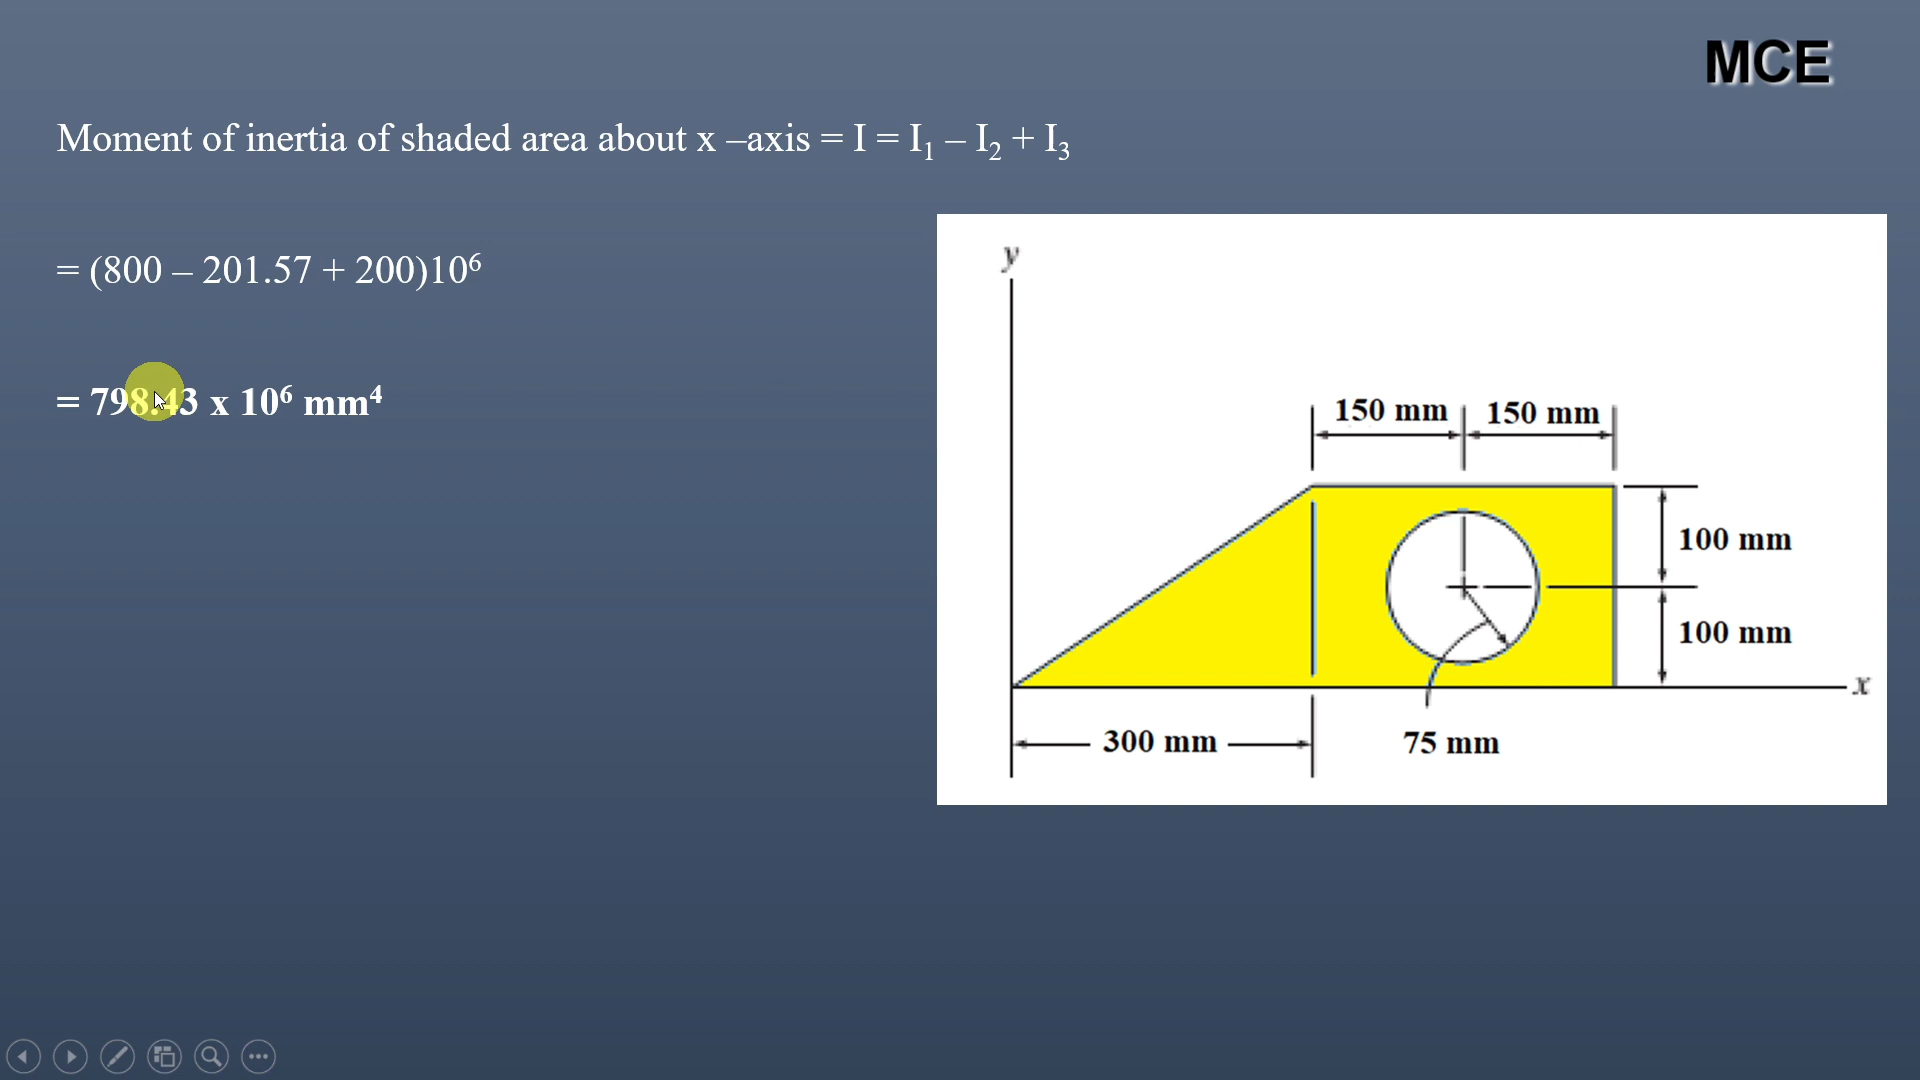 MCE
Moment of inertia of shaded area about x –axis = I = I₁ – I₂ + I₃
= (800 – 201.57 + 200)10⁶
= 798.43 x 10⁶ mm⁴
y
150 mm 150 mm
100 mm
100 mm
x
300 mm 75 mm